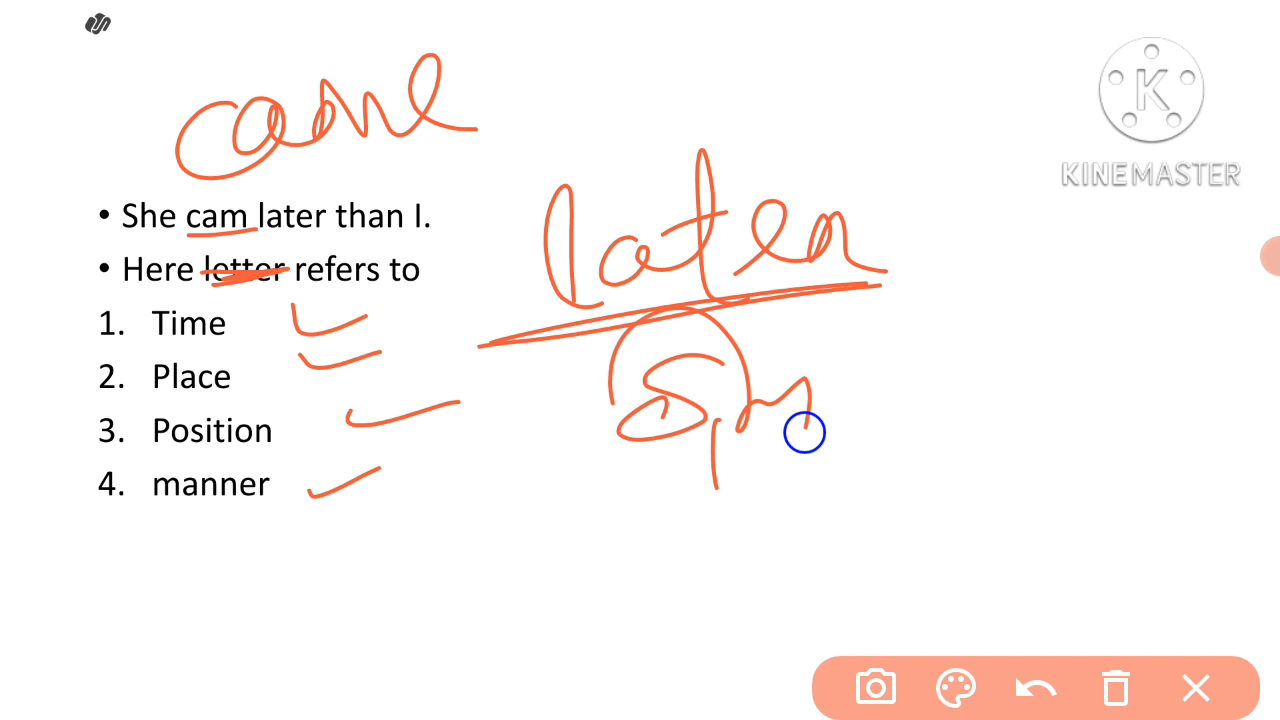 came
KINEMASTER
• She cam later than I.
later
• Here letter refers to
1. Time
2. Place
3. Position
4. manner